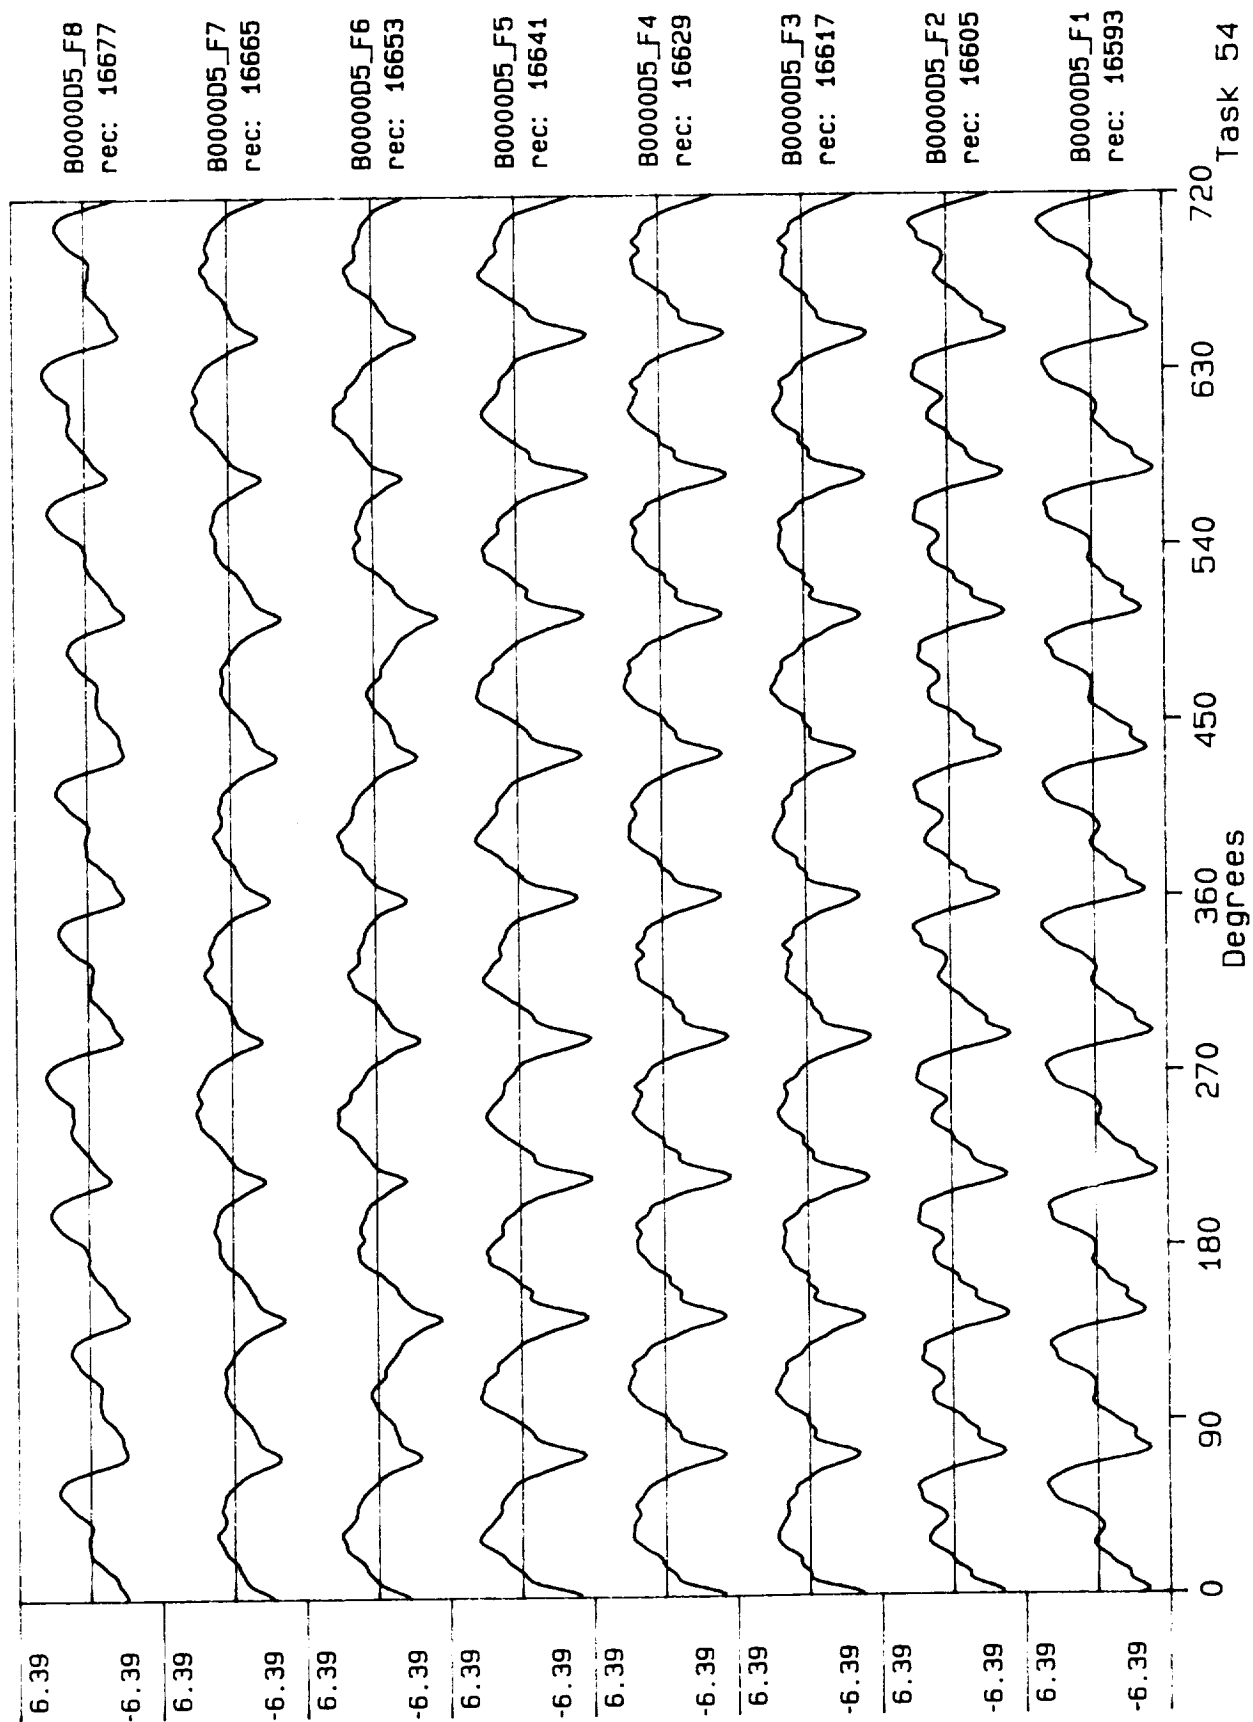 B0000D5_F8
rec: 16677
B0000D5_F7
rec: 16665
B0000D5_F6
rec: 16653
B0000D5_F5
rec: 16641
B0000D5_F4
rec: 16629
B0000D5_F3
rec: 16617
B0000D5_F2
rec: 16605
B0000D5_F1
rec: 16593
6.39
-6.39
6.39
-6.39
6.39
-6.39
6.39
-6.39
6.39
-6.39
6.39
-6.39
6.39
-6.39
6.39
-6.39
0 90 180 270 360 450 540 630 720
Degrees
Task 54